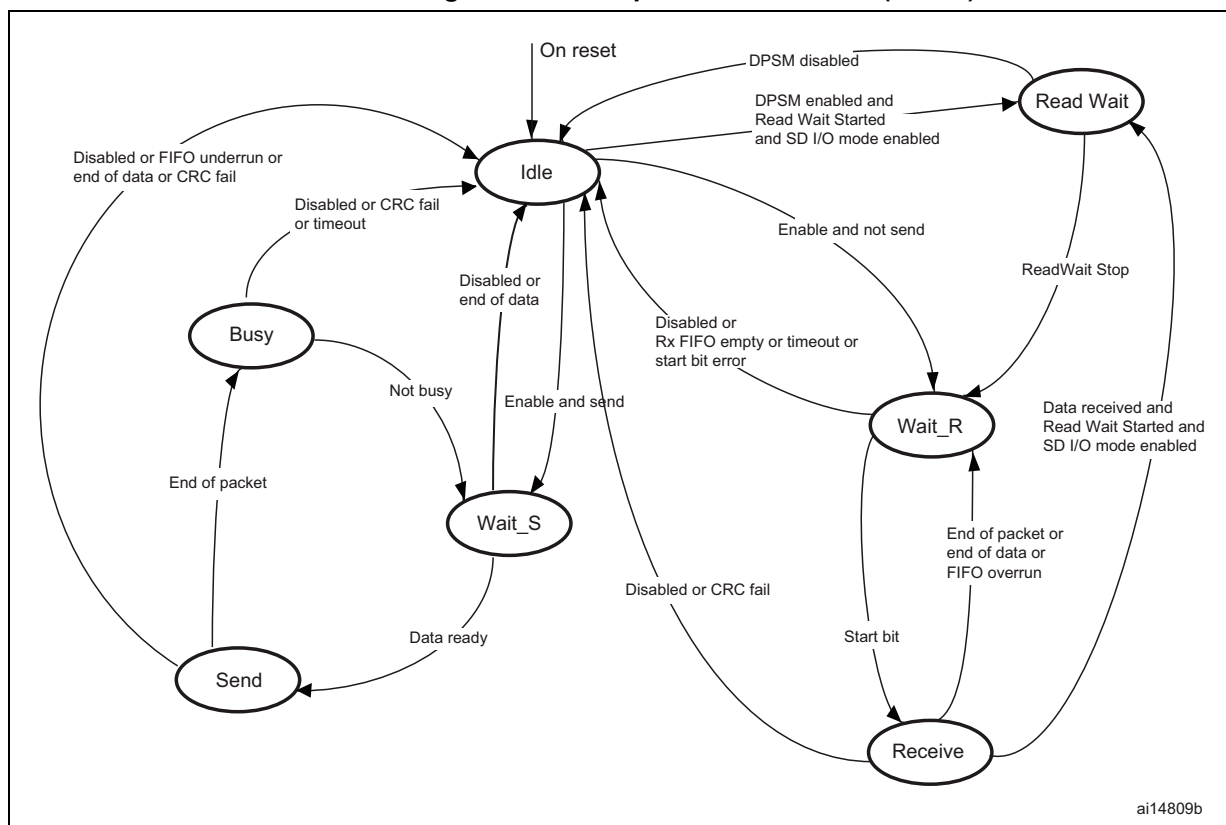 On reset
DPSM disabled
Read Wait
DPSM enabled and
Read Wait Started
and SD I/O mode enabled
Disabled or FIFO underrun or
end of data or CRC fail
Idle
Disabled or CRC fail
or timeout
Enable and not send
Disabled or
end of data
ReadWait Stop
Disabled or
Rx FIFO empty or timeout or
start bit error
Busy
Not busy
Enable and send
Wait_R
Data received and
Read Wait Started and
SD I/O mode enabled
End of packet
Wait_S
End of packet or
end of data or
FIFO overrun
Disabled or CRC fail
Data ready
Start bit
Send
Receive
ai14809b